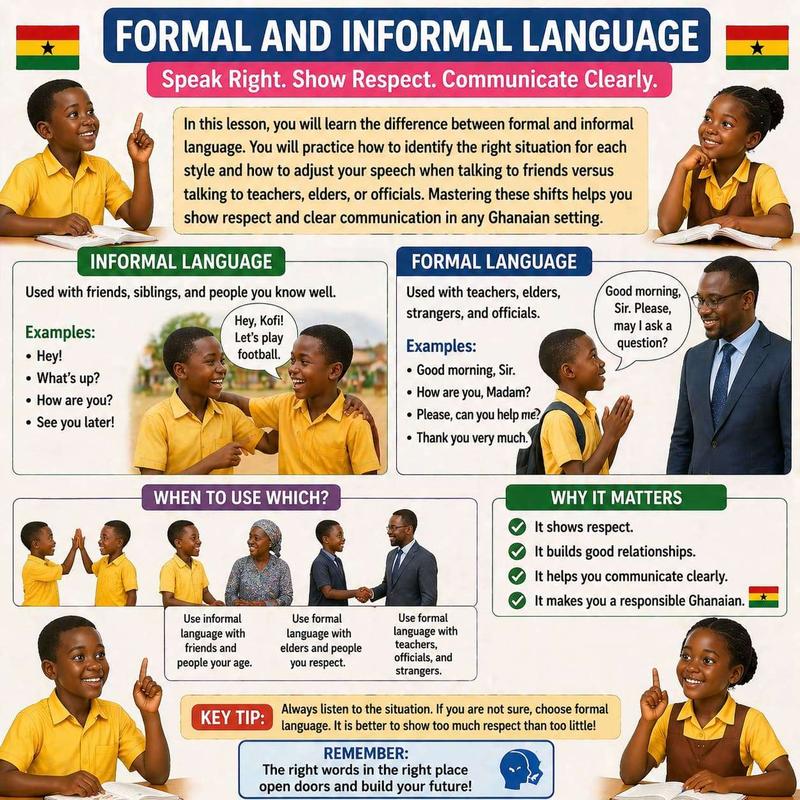 FORMAL AND INFORMAL LANGUAGE
Speak Right. Show Respect. Communicate Clearly.
In this lesson, you will learn the difference between formal and informal
language. You will practice how to identify the right situation for each
style and how to adjust your speech when talking to friends versus
talking to teachers, elders, or officials. Mastering these shifts helps you
show respect and clear communication in any Ghanaian setting.
INFORMAL LANGUAGE
Used with friends, siblings, and people you know well.
Examples:
• Hey!
• What's up?
• How are you?
• See you later!
Hey, Kofi!
Let's play
football.
FORMAL LANGUAGE
Used with teachers, elders,
strangers, and officials.
Examples:
• Good morning, Sir.
• How are you, Madam?
• Please, can you help me?
• Thank you very much.
Good morning,
Sir. Please,
may I ask a
question?
WHEN TO USE WHICH?
Use informal
language with
friends and
people your age.
Use formal
language with
elders and people
you respect.
Use formal
language with
teachers,
officials, and
strangers.
WHY IT MATTERS
It shows respect.
It builds good relationships.
It helps you communicate clearly.
It makes you a responsible Ghanaian.
KEY TIP:
Always listen to the situation. If you are not sure, choose formal
language. It is better to show too much respect than too little!
REMEMBER:
The right words in the right place
open doors and build your future!